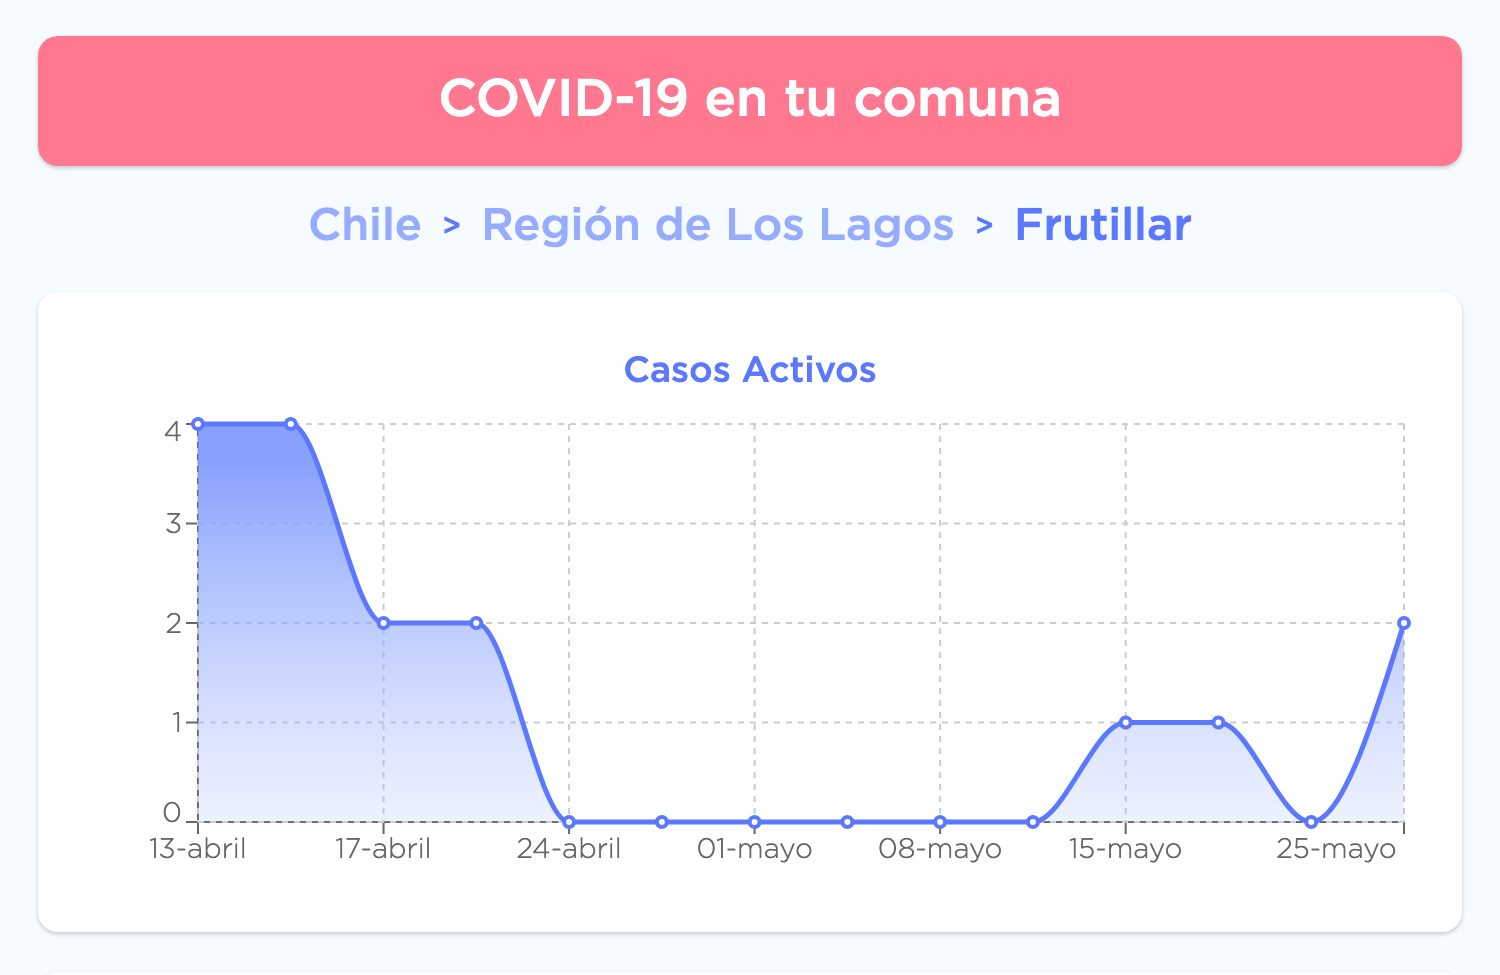 COVID-19 en tu comuna
Chile > Región de Los Lagos > Frutillar
Casos Activos
4
3
2
1
0
13-abril 17-abril 24-abril 01-mayo 08-mayo 15-mayo 25-mayo